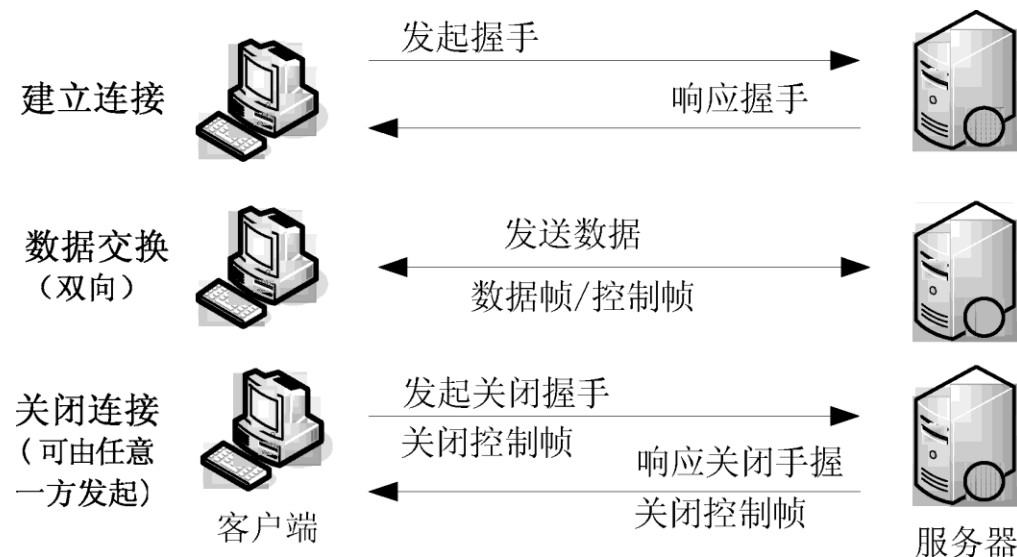 发起握手
建立连接
响应握手
数据交换
（双向）
发送数据
数据帧/控制帧
关闭连接
(可由任意
一方发起)
发起关闭握手
关闭控制帧
响应关闭手握
关闭控制帧
客户端
服务器